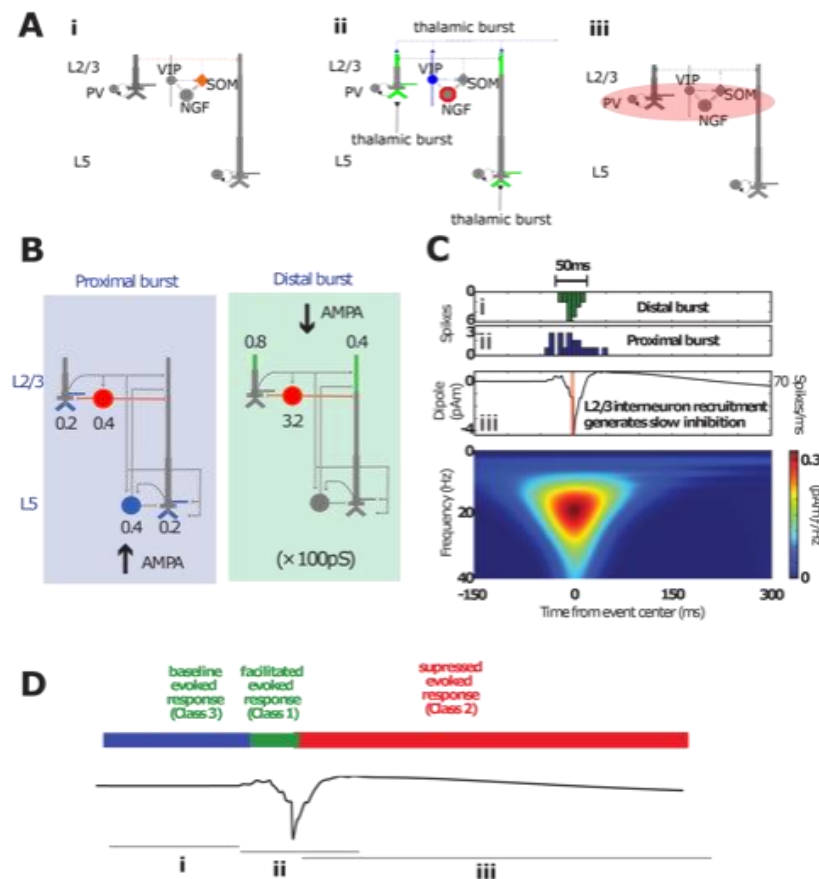 A
i
L2/3
VIP
SOM
PV
NGF
L5
ii
thalamic burst
L2/3
VIP
SOM
PV
NGF
thalamic burst
L5
thalamic burst
iii
L2/3
VIP
SOM
PV
NGF
L5
B
Proximal burst
Distal burst
AMPA
0.8
0.4
L2/3
0.2
0.4
3.2
L5
0.4
0.2
AMPA
(×100pS)
C
50ms
0
6
Spikes
i
Distal burst
3
0
ii
Proximal burst
0
-4
Dipole
(pAm)
iii
L2/3 interneuron recruitment
generates slow inhibition
70
Spikes/
ms
0
20
40
Frequency (Hz)
0.3
0
(pAm)/Hz
-150
0
150
300
Time from event center (ms)
D
baseline
evoked
response
(Class 3)
facilitated
evoked
response
(Class 1)
supressed
evoked
response
(Class 2)
i
ii
iii